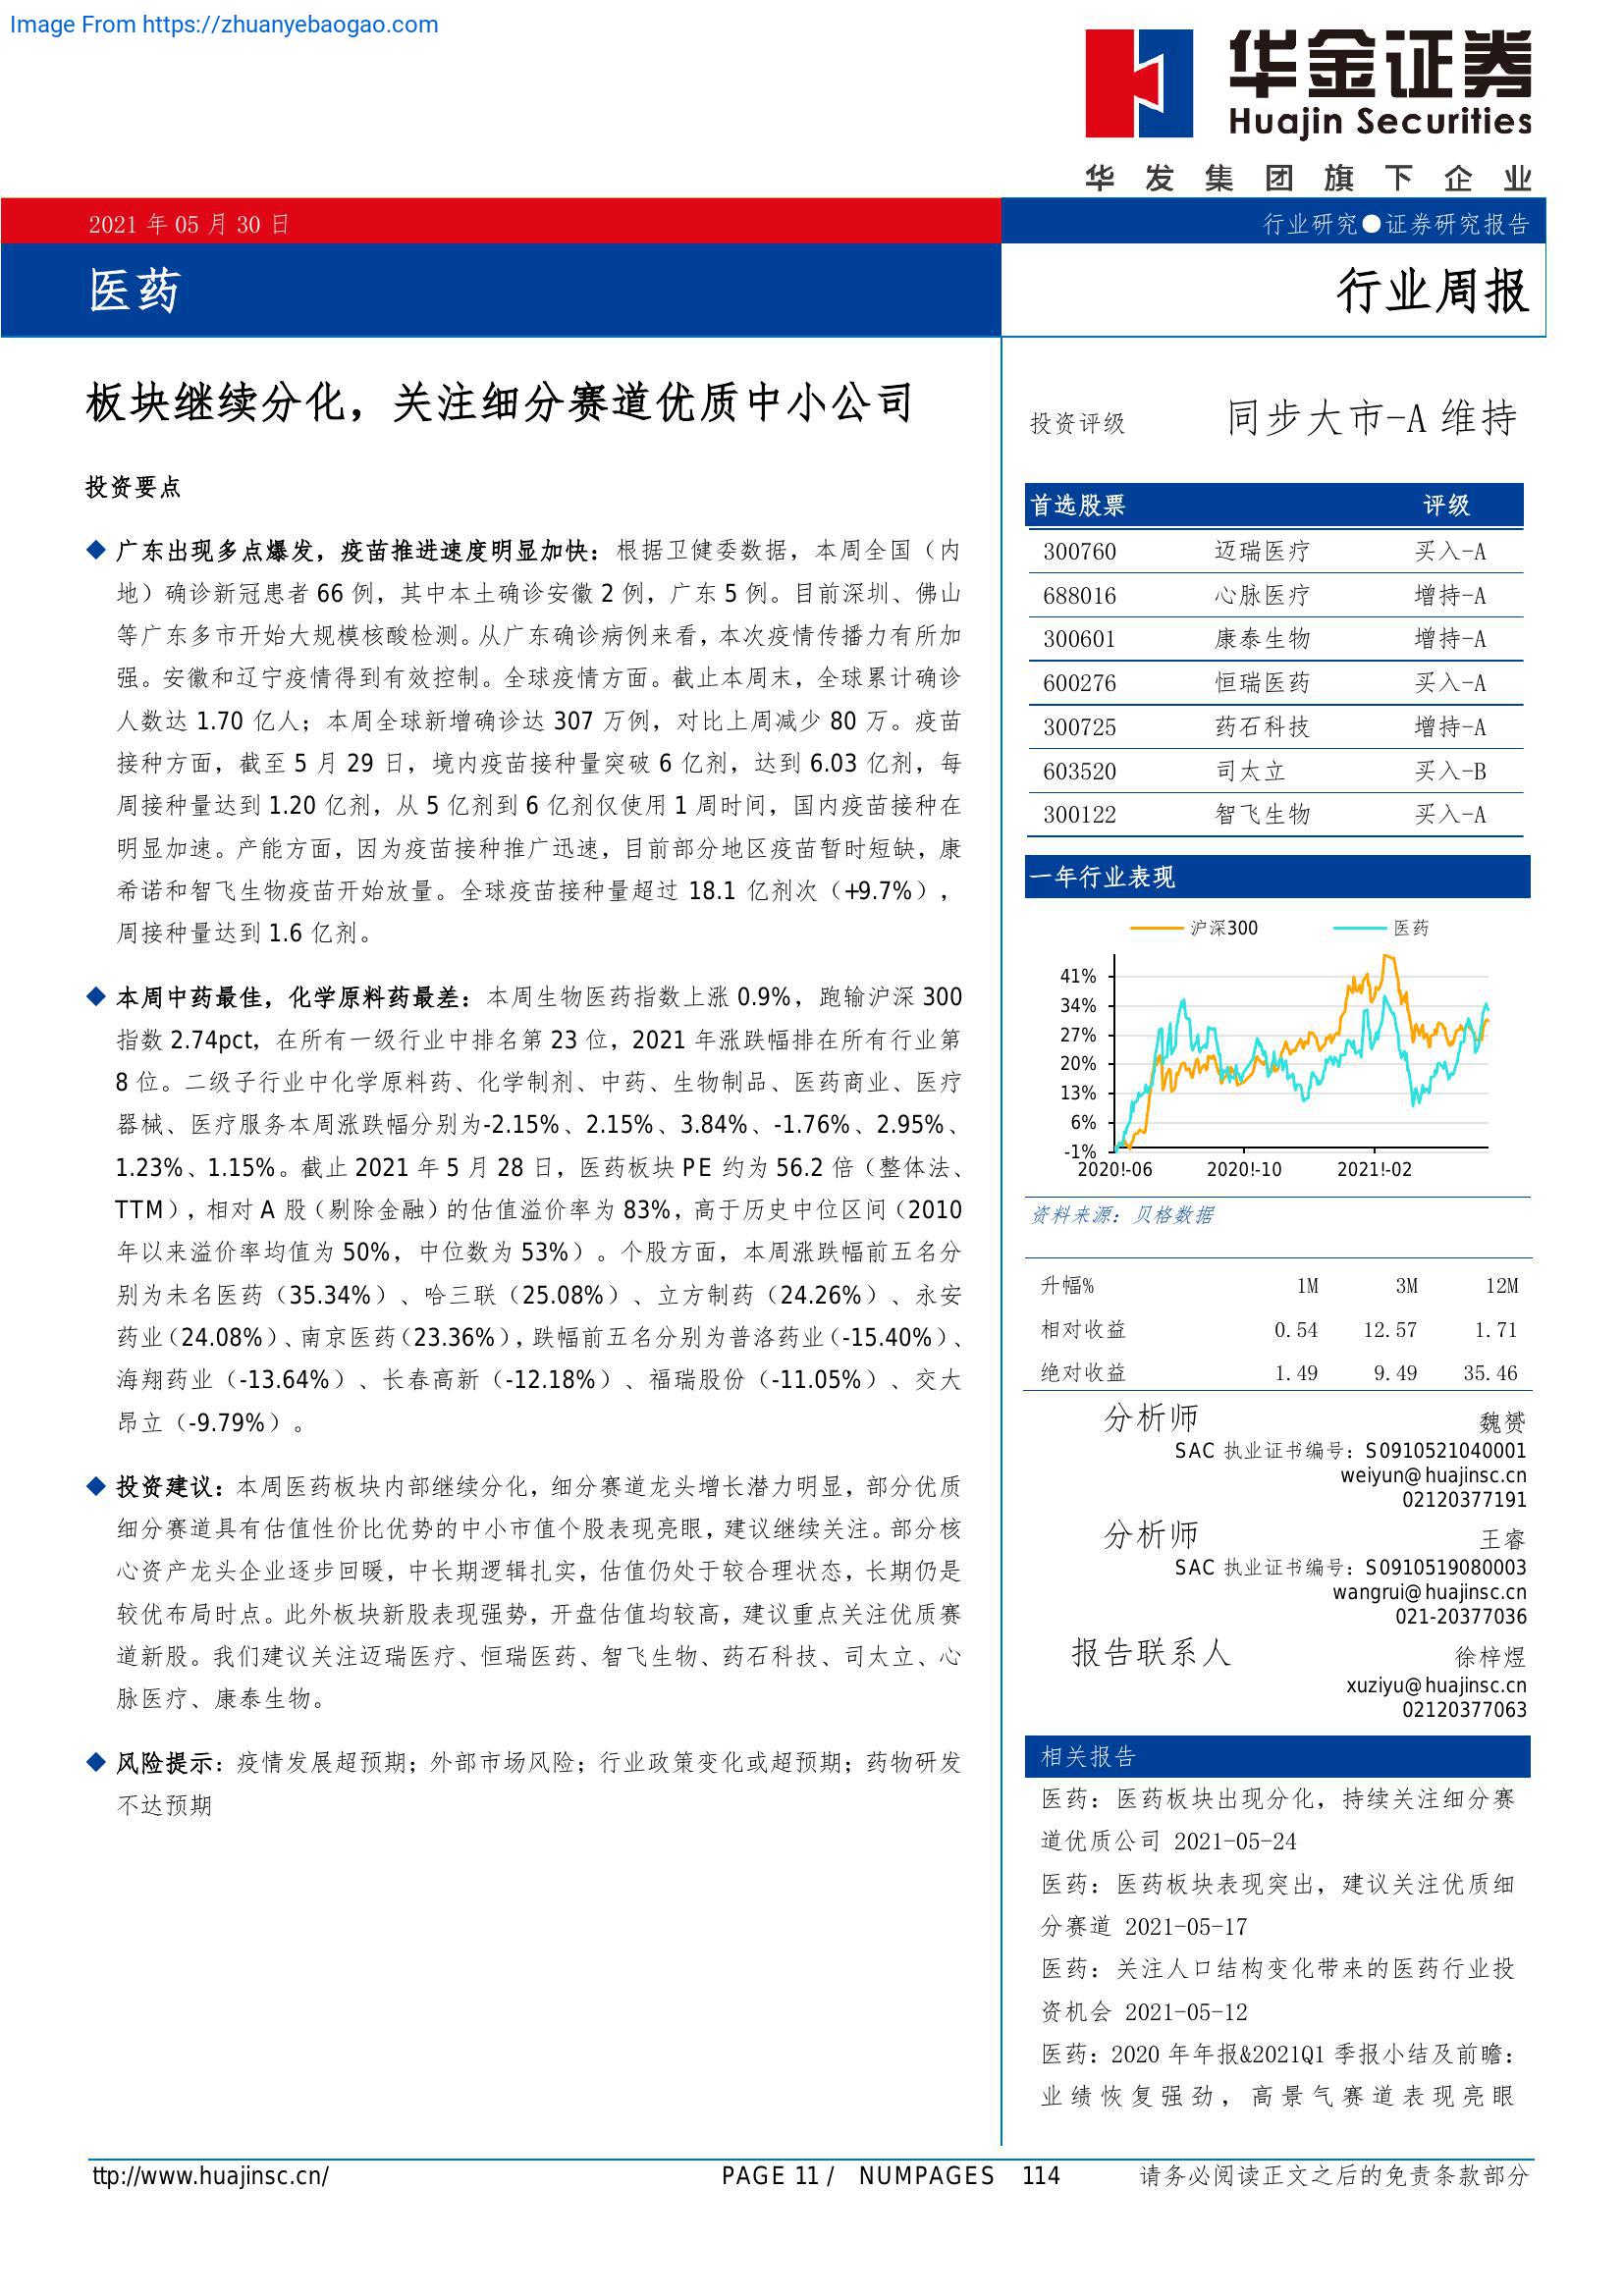 Image From https://zhuanyebaogao.com
华金证券
Huajin Securities
华发集团旗下企业
2021 年 05 月 30 日
行业研究●证券研究报告
医药
行业周报
板块继续分化，关注细分赛道优质中小公司
投资要点
◆ 广东出现多点爆发，疫苗推进速度明显加快：根据卫健委数据，本周全国（内
地）确诊新冠患者 66 例，其中本土确诊安徽 2 例，广东 5 例。目前深圳、佛山
等广东多市开始大规模核酸检测。从广东确诊病例来看，本次疫情传播力有所加
强。安徽和辽宁疫情得到有效控制。全球疫情方面。截止本周末，全球累计确诊
人数达 1.70 亿人；本周全球新增确诊达 307 万例，对比上周减少 80 万。疫苗
接种方面，截至 5 月 29 日，境内疫苗接种量突破 6 亿剂，达到 6.03 亿剂，每
周接种量达到 1.20 亿剂，从 5 亿剂到 6 亿剂仅使用 1 周时间，国内疫苗接种在
明显加速。产能方面，因为疫苗接种推广迅速，目前部分地区疫苗暂时短缺，康
希诺和智飞生物疫苗开始放量。全球疫苗接种量超过 18.1 亿剂次（+9.7%），
周接种量达到 1.6 亿剂。
◆ 本周中药最佳，化学原料药最差：本周生物医药指数上涨 0.9%，跑输沪深 300
指数 2.74pct，在所有一级行业中排名第 23 位，2021 年涨跌幅排在所有行业第
8 位。二级子行业中化学原料药、化学制剂、中药、生物制品、医药商业、医疗
器械、医疗服务本周涨跌幅分别为-2.15%、2.15%、3.84%、-1.76%、2.95%、
1.23%、1.15%。截止 2021 年 5 月 28 日，医药板块 PE 约为 56.2 倍（整体法、
TTM），相对 A 股（剔除金融）的估值溢价率为 83%，高于历史中位区间（2010
年以来溢价率均值为 50%，中位数为 53%）。个股方面，本周涨跌幅前五名分
别为未名医药（35.34%）、哈三联（25.08%）、立方制药（24.26%）、永安
药业（24.08%）、南京医药（23.36%），跌幅前五名分别为普洛药业（-15.40%）、
海翔药业（-13.64%）、长春高新（-12.18%）、福瑞股份（-11.05%）、交大
昂立（-9.79%）。
◆ 投资建议：本周医药板块内部继续分化，细分赛道龙头增长潜力明显，部分优质
细分赛道具有估值性价比优势的中小市值个股表现亮眼，建议继续关注。部分核
心资产龙头企业逐步回暖，中长期逻辑扎实，估值仍处于较合理状态，长期仍是
较优布局时点。此外板块新股表现强势，开盘估值均较高，建议重点关注优质赛
道新股。我们建议关注迈瑞医疗、恒瑞医药、智飞生物、药石科技、司太立、心
脉医疗、康泰生物。
◆ 风险提示：疫情发展超预期；外部市场风险；行业政策变化或超预期；药物研发
不达预期
投资评级 同步大市-A 维持
首选股票 评级
300760 迈瑞医疗 买入-A
688016 心脉医疗 增持-A
300601 康泰生物 增持-A
600276 恒瑞医药 买入-A
300725 药石科技 增持-A
603520 司太立 买入-B
300122 智飞生物 买入-A
一年行业表现
沪深300 医药
41%
34%
27%
20%
13%
6%
-1%
2020!-06 2020!-10 2021!-02
资料来源：贝格数据
升幅% 1M 3M 12M
相对收益 0.54 12.57 1.71
绝对收益 1.49 9.49 35.46
分析师 魏赟
SAC 执业证书编号：S0910521040001
weiyun@huajinsc.cn
02120377191
分析师 王睿
SAC 执业证书编号：S0910519080003
wangrui@huajinsc.cn
021-20377036
报告联系人 徐梓煜
xuziyu@huajinsc.cn
02120377063
相关报告
医药：医药板块出现分化，持续关注细分赛
道优质公司 2021-05-24
医药：医药板块表现突出，建议关注优质细
分赛道 2021-05-17
医药：关注人口结构变化带来的医药行业投
资机会 2021-05-12
医药：2020 年年报&2021Q1 季报小结及前瞻：
业绩恢复强劲，高景气赛道表现亮眼
ttp://www.huajinsc.cn/ PAGE 11 / NUMPAGES 114 请务必阅读正文之后的免责条款部分